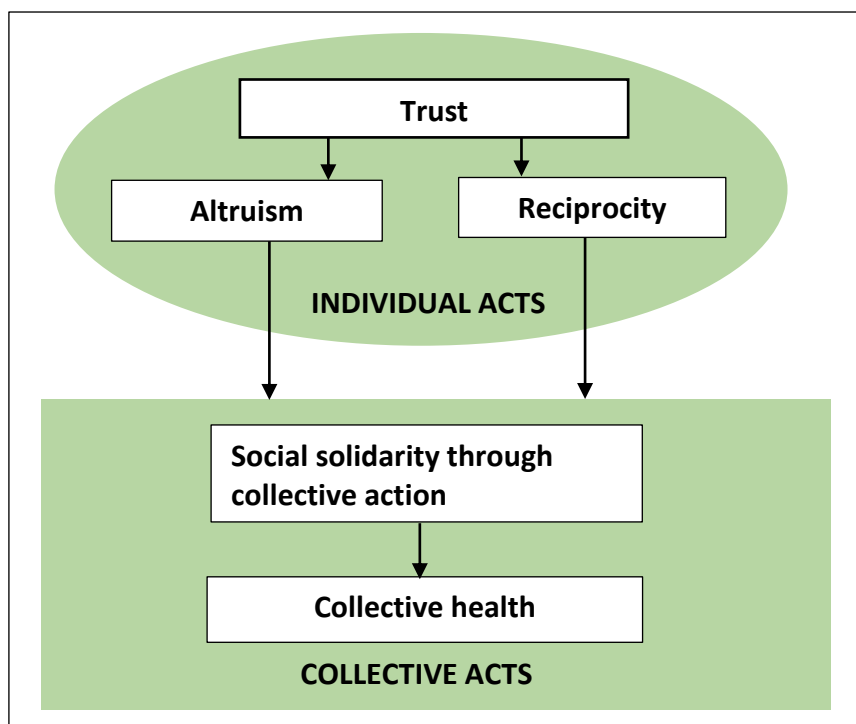 Trust
Altruism
Reciprocity
INDIVIDUAL ACTS
Social solidarity through
collective action
Collective health
COLLECTIVE ACTS